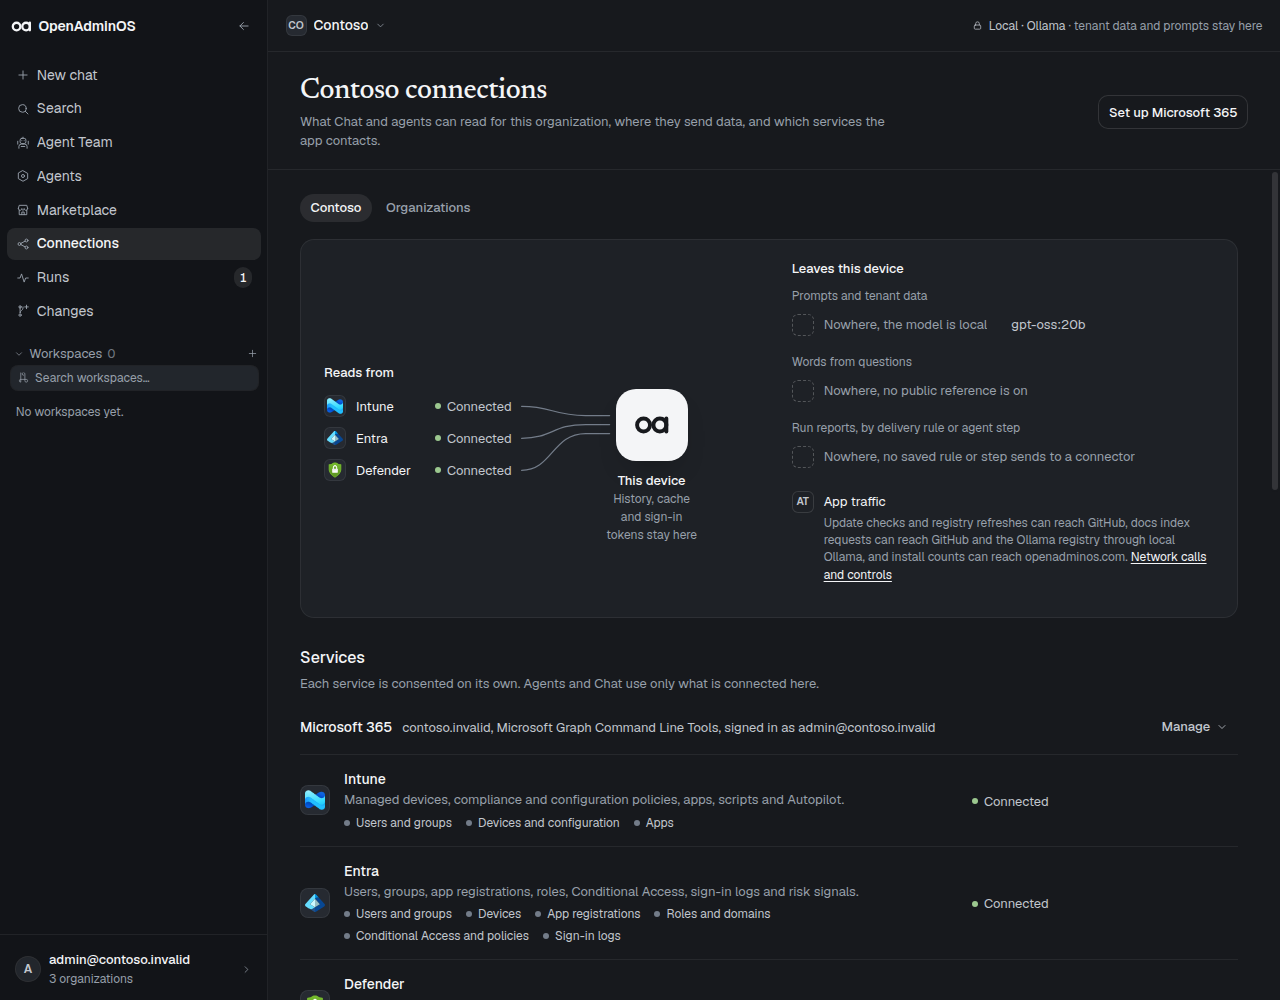 OpenAdminOS
New chat
Search
Agent Team
Agents
Marketplace
Connections
Runs 1
Changes
Workspaces 0
Search workspaces...
No workspaces yet.
A
admin@contoso.invalid
3 organizations
CO Contoso
Local · Ollama · tenant data and prompts stay here
Contoso connections
What Chat and agents can read for this organization, where they send data, and which services the
app contacts.
Set up Microsoft 365
Contoso Organizations
Reads from
Intune Connected
Entra Connected
Defender Connected
oa
This device
History, cache
and sign-in
tokens stay here
Leaves this device
Prompts and tenant data
Nowhere, the model is local gpt-oss:20b
Words from questions
Nowhere, no public reference is on
Run reports, by delivery rule or agent step
Nowhere, no saved rule or step sends to a connector
AT App traffic
Update checks and registry refreshes can reach GitHub, docs index
requests can reach GitHub and the Ollama registry through local
Ollama, and install counts can reach openadminos.com. Network calls
and controls
Services
Each service is consented on its own. Agents and Chat use only what is connected here.
Microsoft 365 contoso.invalid, Microsoft Graph Command Line Tools, signed in as admin@contoso.invalid Manage
Intune
Managed devices, compliance and configuration policies, apps, scripts and Autopilot.
Users and groups Devices and configuration Apps
Connected
Entra
Users, groups, app registrations, roles, Conditional Access, sign-in logs and risk signals.
Users and groups Devices App registrations Roles and domains
Conditional Access and policies Sign-in logs
Connected
Defender